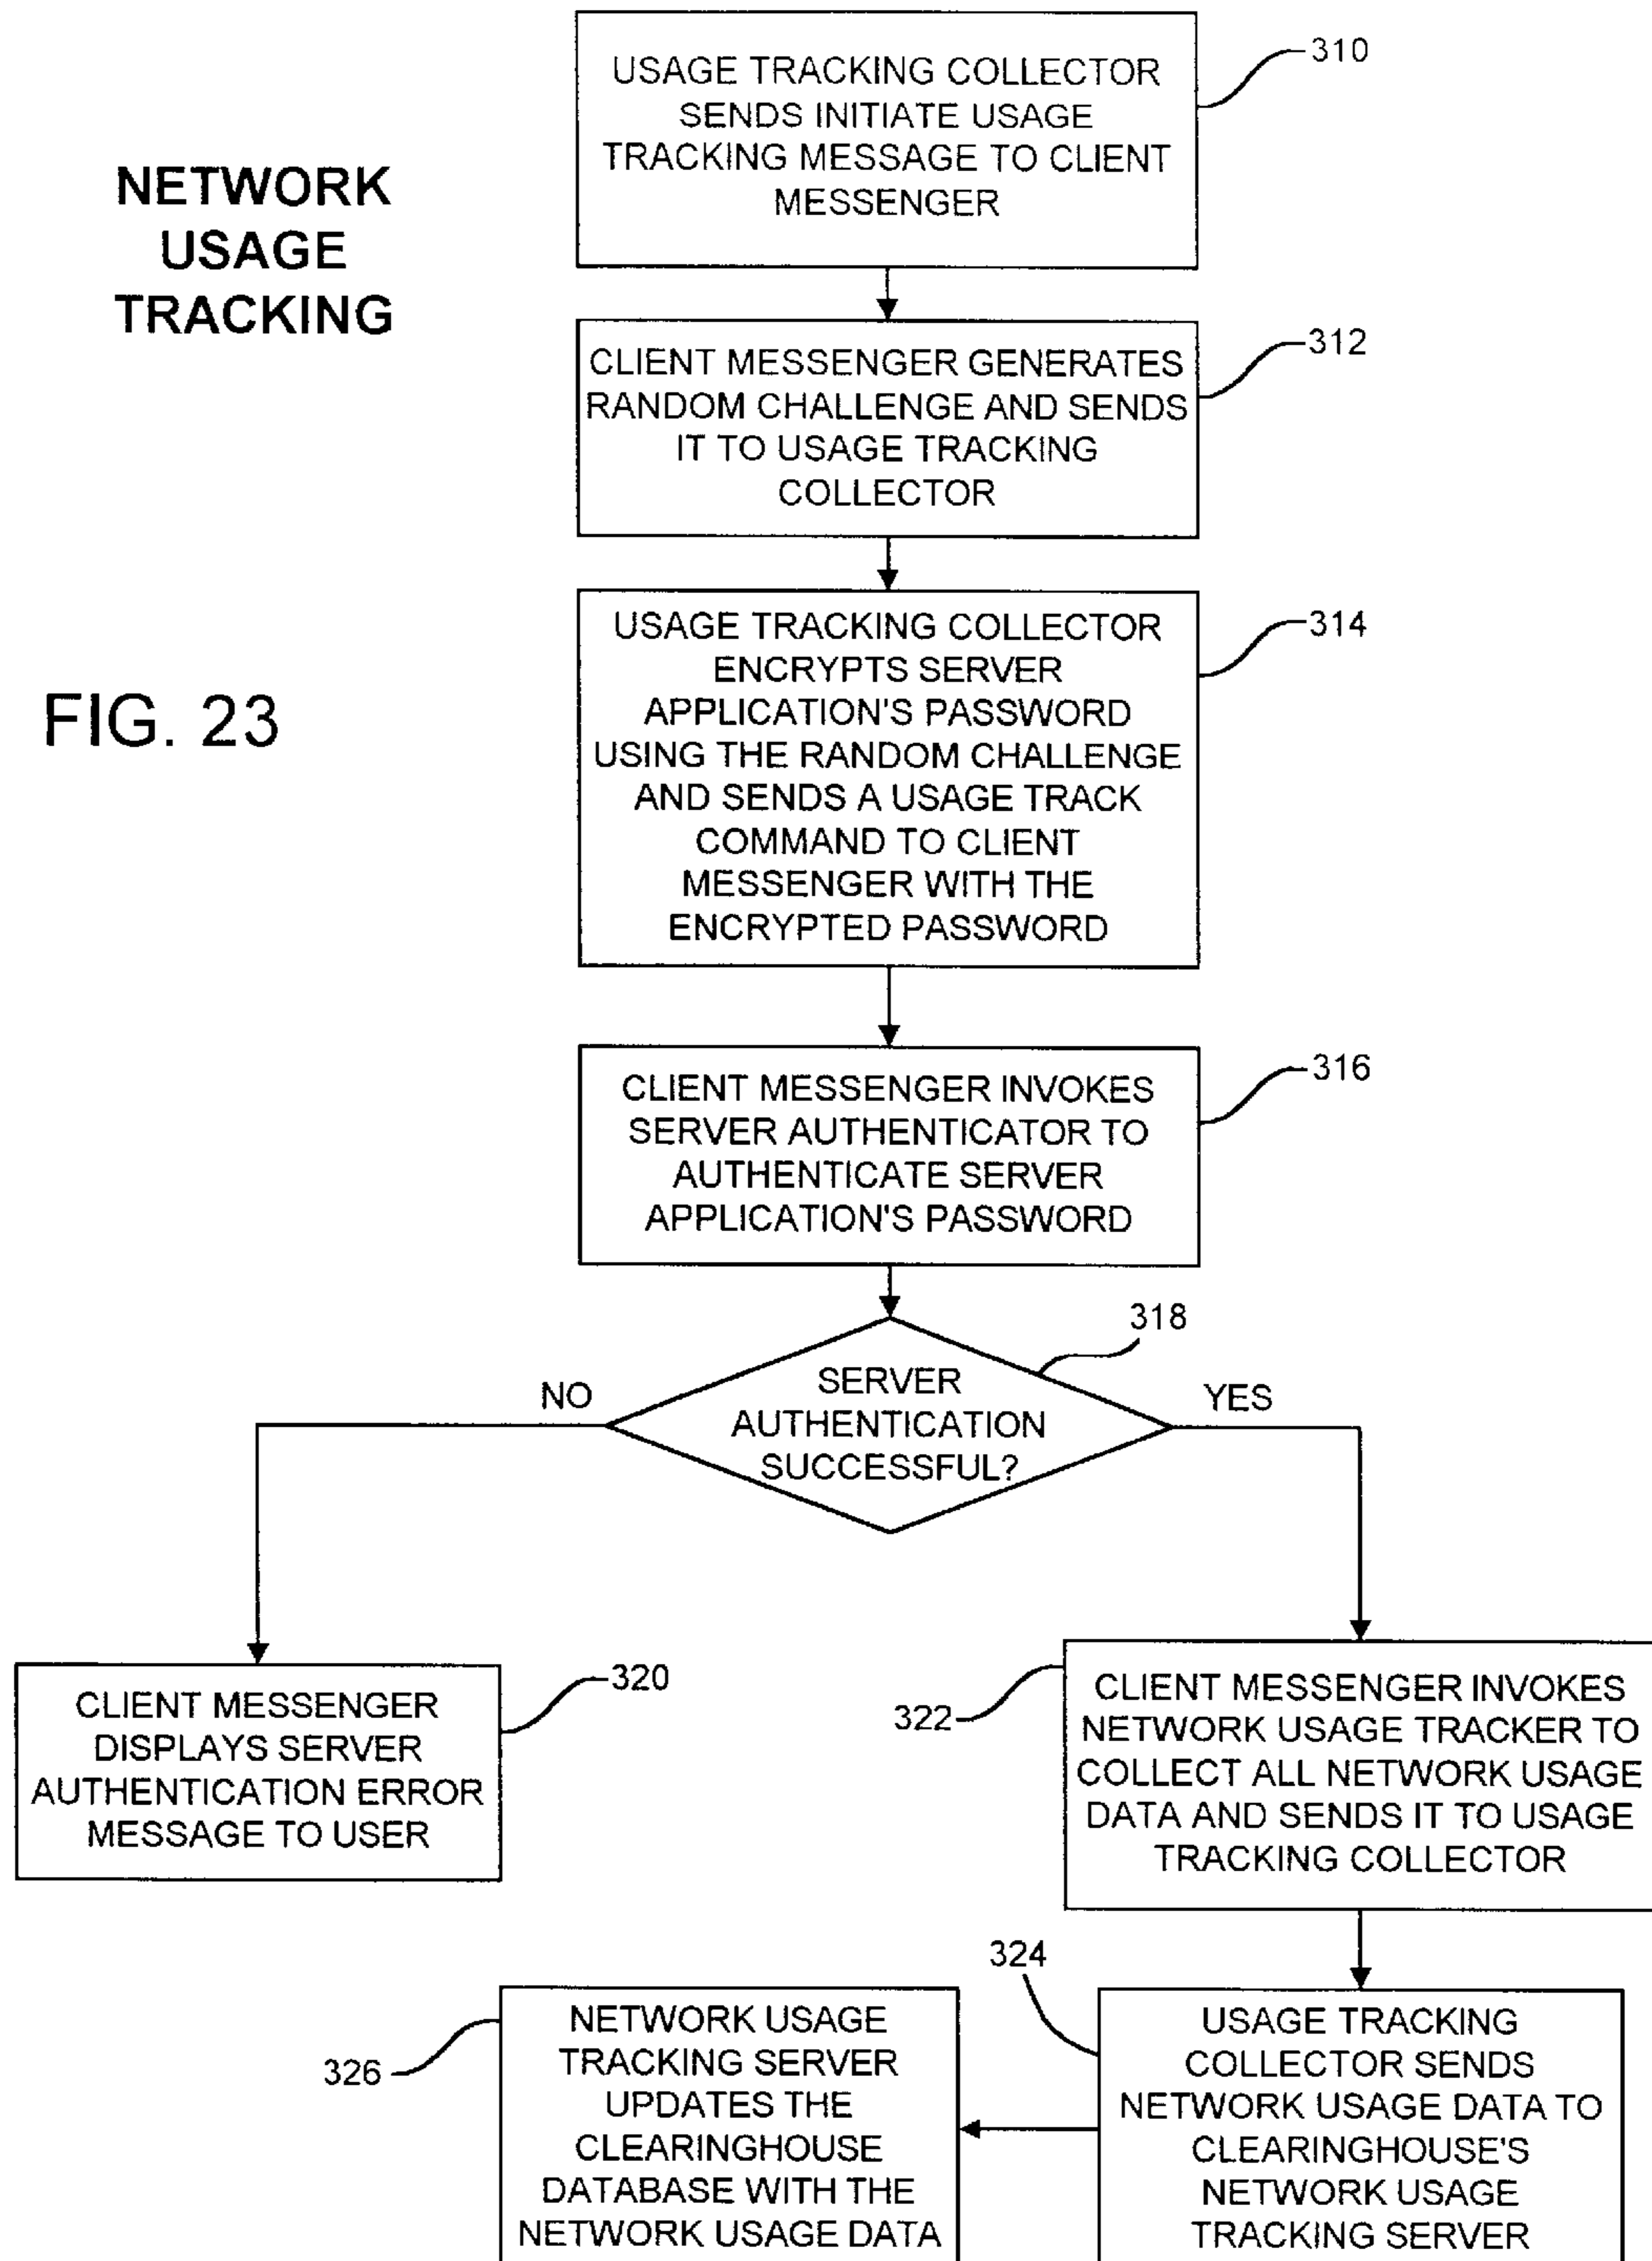 NETWORK
USAGE
TRACKING
FIG. 23
USAGE TRACKING COLLECTOR
SENDS INITIATE USAGE
TRACKING MESSAGE TO CLIENT
MESSENGER
310
CLIENT MESSENGER GENERATES
RANDOM CHALLENGE AND SENDS
IT TO USAGE TRACKING
COLLECTOR
312
USAGE TRACKING COLLECTOR
ENCRYPTS SERVER
APPLICATION'S PASSWORD
USING THE RANDOM CHALLENGE
AND SENDS A USAGE TRACK
COMMAND TO CLIENT
MESSENGER WITH THE
ENCRYPTED PASSWORD
314
CLIENT MESSENGER INVOKES
SERVER AUTHENTICATOR TO
AUTHENTICATE SERVER
APPLICATION'S PASSWORD
316
318
SERVER
AUTHENTICATION
SUCCESSFUL?
NO
YES
CLIENT MESSENGER
DISPLAYS SERVER
AUTHENTICATION ERROR
MESSAGE TO USER
320
322
CLIENT MESSENGER INVOKES
NETWORK USAGE TRACKER TO
COLLECT ALL NETWORK USAGE
DATA AND SENDS IT TO USAGE
TRACKING COLLECTOR
324
USAGE TRACKING
COLLECTOR SENDS
NETWORK USAGE DATA TO
CLEARINGHOUSE'S
NETWORK USAGE
TRACKING SERVER
326
NETWORK USAGE
TRACKING SERVER
UPDATES THE
CLEARINGHOUSE
DATABASE WITH THE
NETWORK USAGE DATA